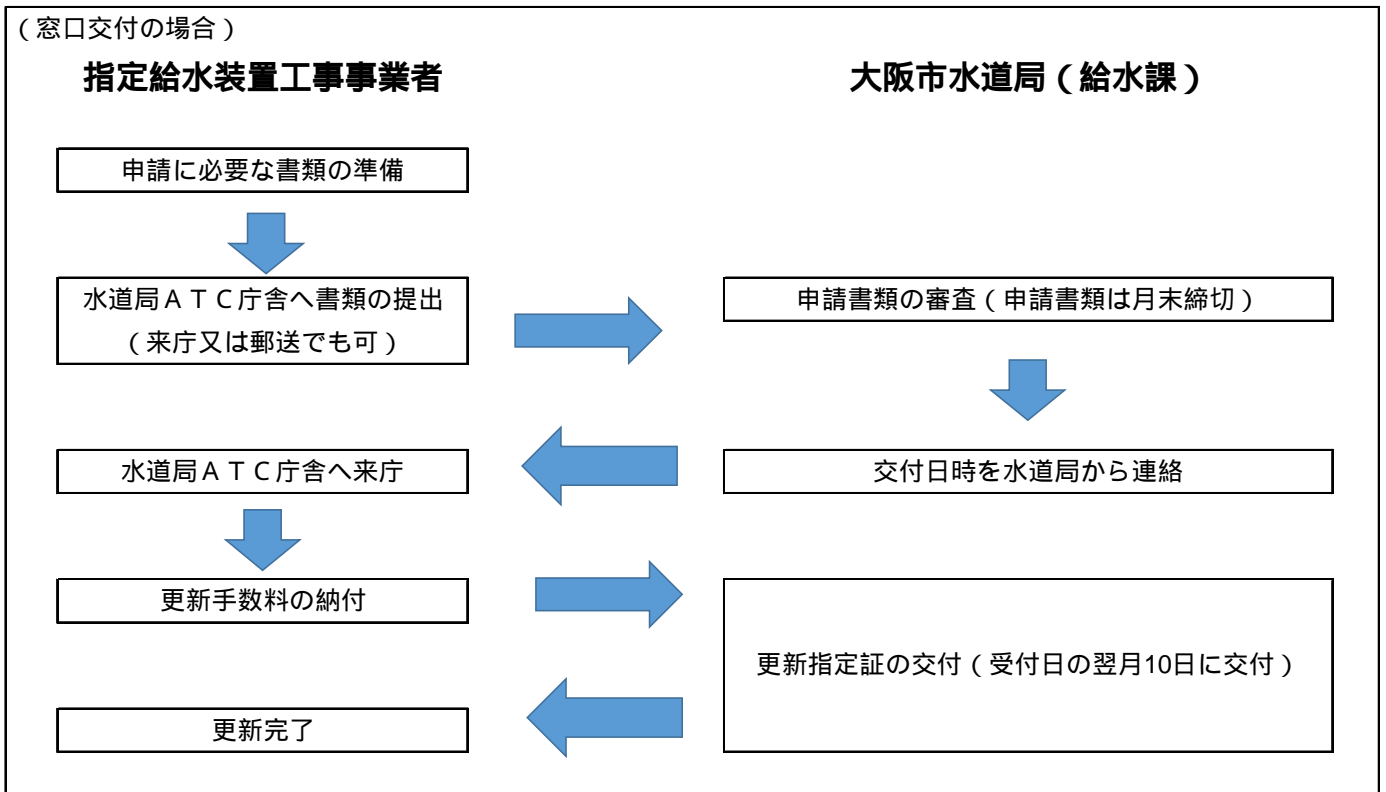 （窓口交付の場合）
指定給水装置工事事業者
大阪市水道局（給水課）
申請に必要な書類の準備
水道局ＡＴＣ庁舎へ書類の提出
（来庁又は郵送でも可）
申請書類の審査（申請書類は月末締切）
交付日時を水道局から連絡
水道局ＡＴＣ庁舎へ来庁
更新手数料の納付
更新指定証の交付（受付日の翌月10日に交付）
更新完了